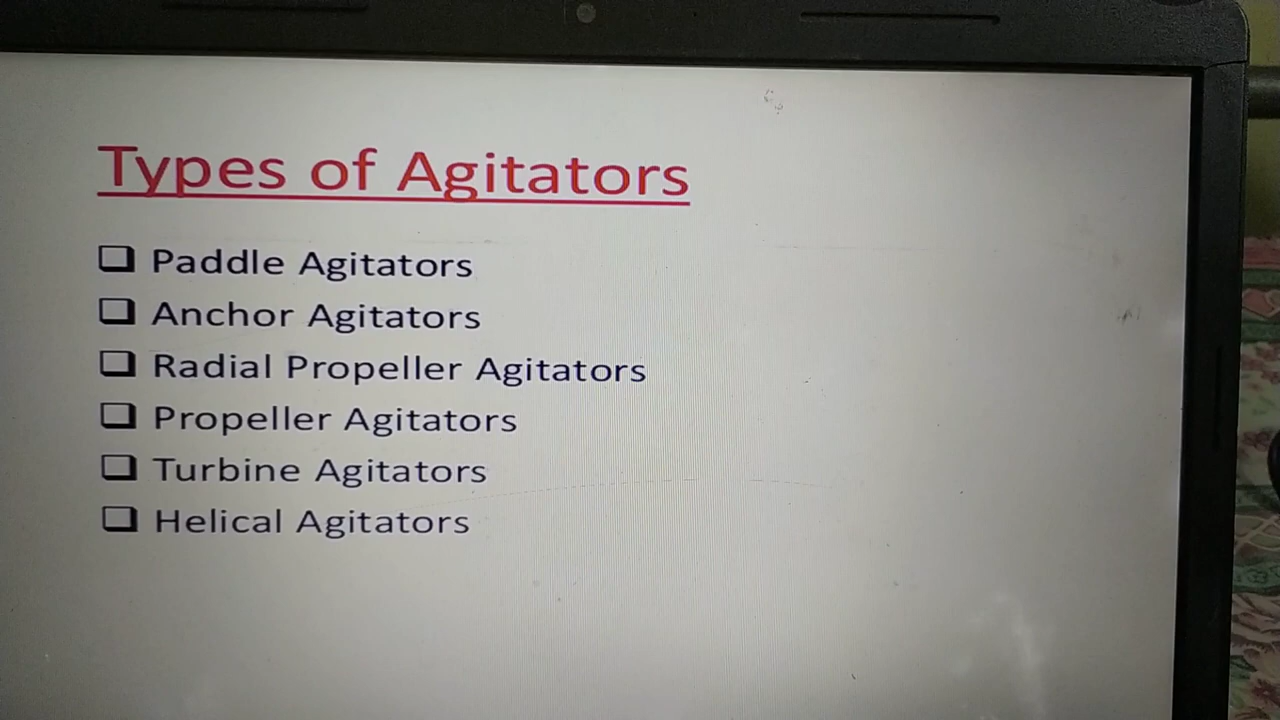 Types of Agitators
Paddle Agitators
Anchor Agitators
Radial Propeller Agitators
Propeller Agitators
Turbine Agitators
Helical Agitators